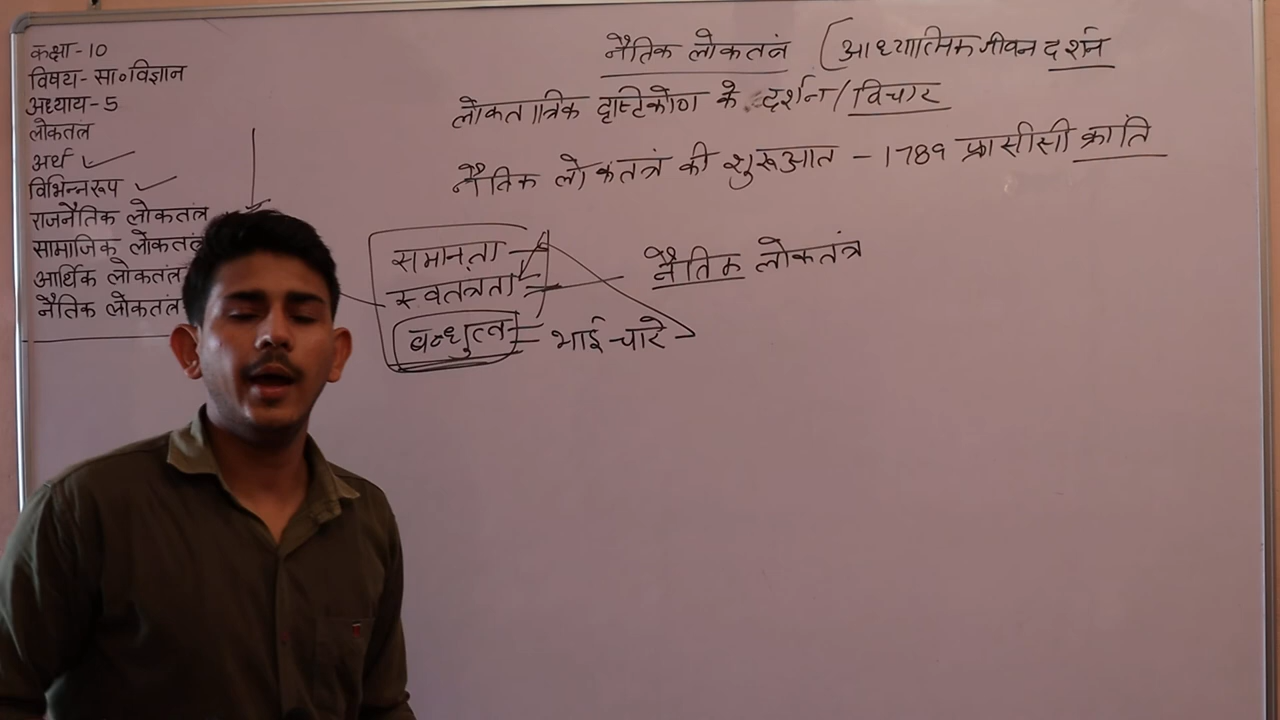 कक्षा-10
विषय- सा०विज्ञान
अध्याय-5
लोकतंत्र
अर्थ
विभिन्नरूप
राजनैतिक लोकतंत्र
सामाजिक लोकतंत्र
आर्थिक लोकतंत्र
नैतिक लोकतंत्र
नैतिक लोकतंत्र (आध्यात्मिक जीवन दर्शन
लोकतांत्रिक दृष्टिकोण के दर्शन/विचार
नैतिक लोकतंत्र की शुरूआत - 1789 फ्रासीसी क्रांति
समानता
स्वतंत्रता
बन्धुत्व = भाई-चारे
नैतिक लोकतंत्र